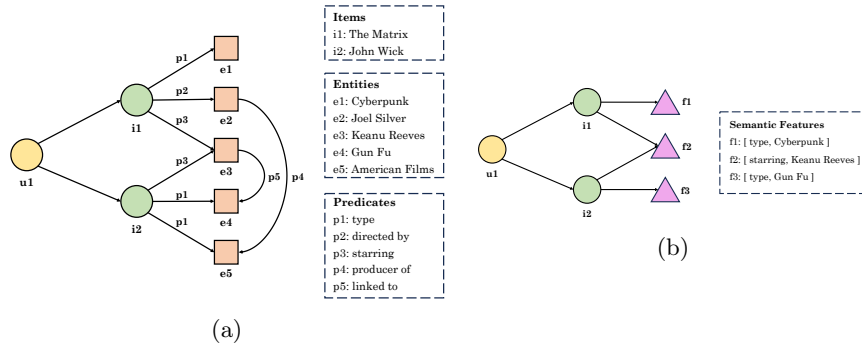 p1
e1
p2
e2
i1
p3
e3
u1
p3
p5
p4
p1
e4
i2
p1
e5
(a)
Items
i1: The Matrix
i2: John Wick
Entities
e1: Cyberpunk
e2: Joel Silver
e3: Keanu Reeves
e4: Gun Fu
e5: American Films
Predicates
p1: type
p2: directed by
p3: starring
p4: producer of
p5: linked to
f1
i1
u1
f2
f3
i2
(b)
Semantic Features
f1: [ type, Cyberpunk ]
f2: [ starring, Keanu Reeves ]
f3: [ type, Gun Fu ]